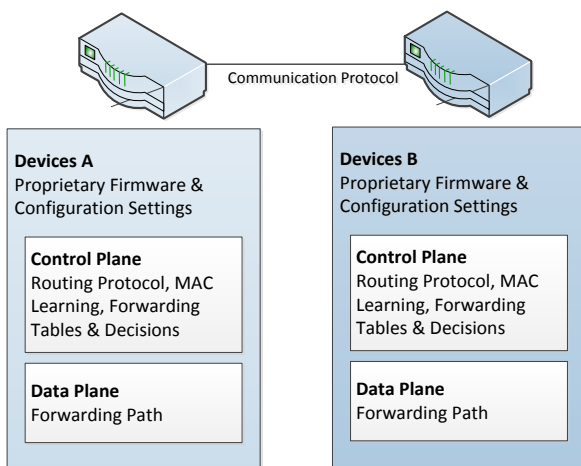 Communication Protocol
Devices A
Proprietary Firmware &
Configuration Settings
Control Plane
Routing Protocol, MAC
Learning, Forwarding
Tables & Decisions
Data Plane
Forwarding Path
Devices B
Proprietary Firmware &
Configuration Settings
Control Plane
Routing Protocol, MAC
Learning, Forwarding
Tables & Decisions
Data Plane
Forwarding Path